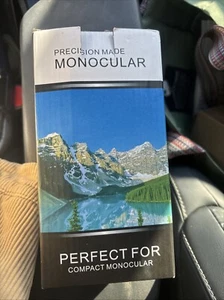 PRECISION MADE
MONOCULAR
PERFECT FOR
COMPACT MONOCULAR